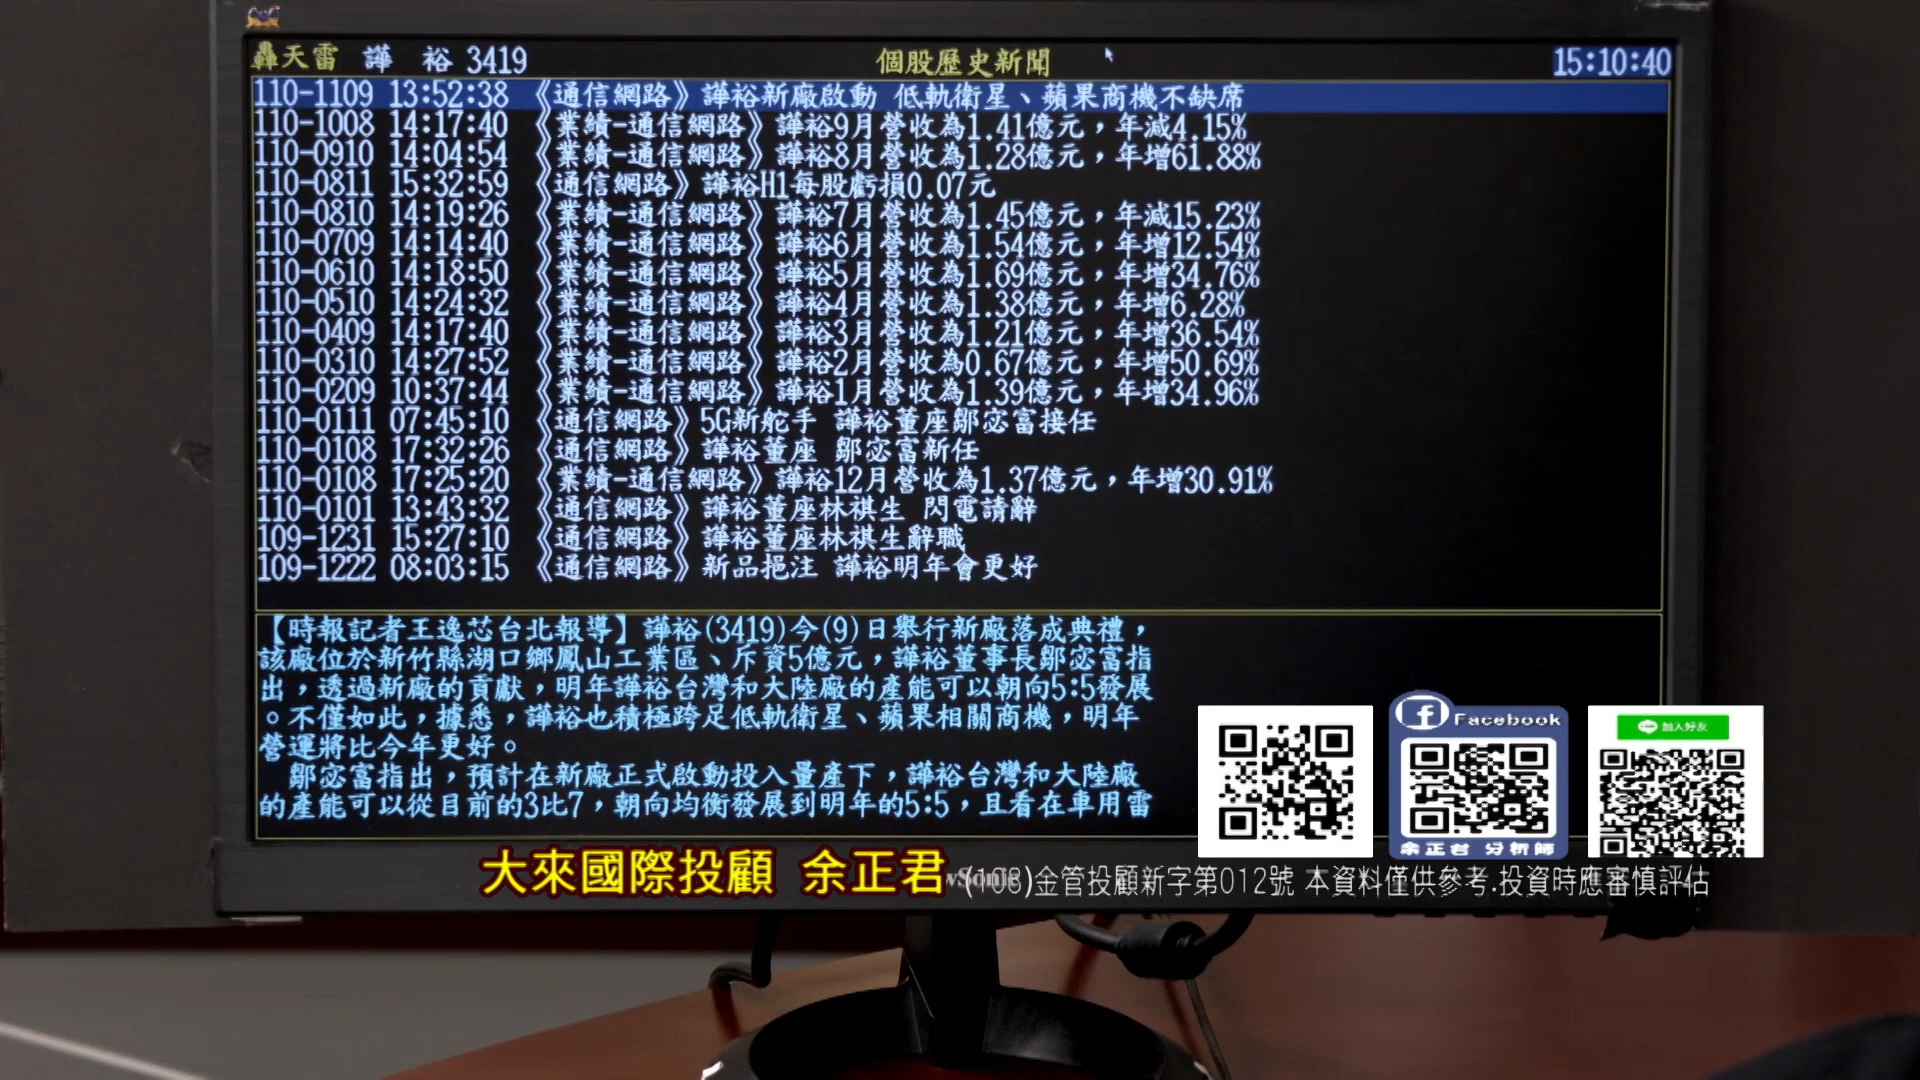 轟天雷 譁 裕 3419 個股歷史新聞 15:10:40
110-1109 13:52:38 《通信網路》譁裕新廠啟動 低軌衛星、蘋果商機不缺席
110-1008 14:17:40 《業績-通信網路》譁裕9月營收為1.41億元，年減4.15%
110-0910 14:04:54 《業績-通信網路》譁裕8月營收為1.28億元，年增61.88%
110-0811 15:32:59 《通信網路》譁裕H1每股虧損0.07元
110-0810 14:19:26 《業績-通信網路》譁裕7月營收為1.45億元，年減15.23%
110-0709 14:14:40 《業績-通信網路》譁裕6月營收為1.54億元，年增12.54%
110-0610 14:18:50 《業績-通信網路》譁裕5月營收為1.69億元，年增34.76%
110-0510 14:24:32 《業績-通信網路》譁裕4月營收為1.38億元，年增6.28%
110-0409 14:17:40 《業績-通信網路》譁裕3月營收為1.21億元，年增36.54%
110-0310 14:27:52 《業績-通信網路》譁裕2月營收為0.67億元，年增50.69%
110-0209 10:37:44 《業績-通信網路》譁裕1月營收為1.39億元，年增34.96%
110-0111 07:45:10 《通信網路》5G新舵手 譁裕董座鄒宓富接任
110-0108 17:32:26 《通信網路》譁裕董座 鄒宓富新任
110-0108 17:25:20 《業績-通信網路》譁裕12月營收為1.37億元，年增30.91%
110-0101 13:43:32 《通信網路》譁裕董座林祺生 閃電請辭
109-1231 15:27:10 《通信網路》譁裕董座林祺生辭職
109-1222 08:03:15 《通信網路》新品挹注 譁裕明年會更好
【時報記者王逸芯台北報導】譁裕(3419)今(9)日舉行新廠落成典禮，
該廠位於新竹縣湖口鄉鳳山工業區、斥資5億元，譁裕董事長鄒宓富指
出，透過新廠的貢獻，明年譁裕台灣和大陸廠的產能可以朝向5:5發展
。不僅如此，據悉，譁裕也積極跨足低軌衛星、蘋果相關商機，明年
營運將比今年更好。
鄒宓富指出，預計在新廠正式啟動投入量產下，譁裕台灣和大陸廠
的產能可以從目前的3比7，朝向均衡發展到明年的5:5，且看在車用雷
Facebook
余正君 分析師
加入好友
大來國際投顧 余正君
金管投顧新字第012號 本資料僅供參考.投資時應審慎評估